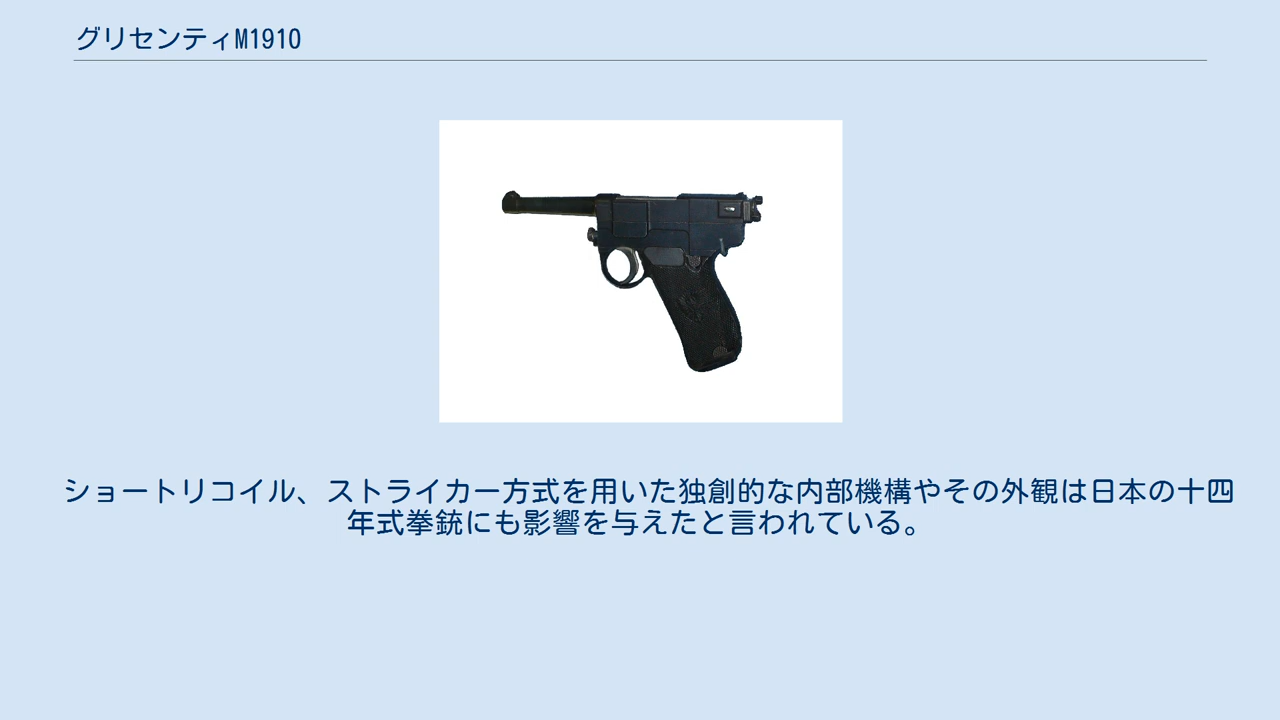 グリセンティM1910
ショートリコイル、ストライカー方式を用いた独創的な内部機構やその外観は日本の十四
年式拳銃にも影響を与えたと言われている。